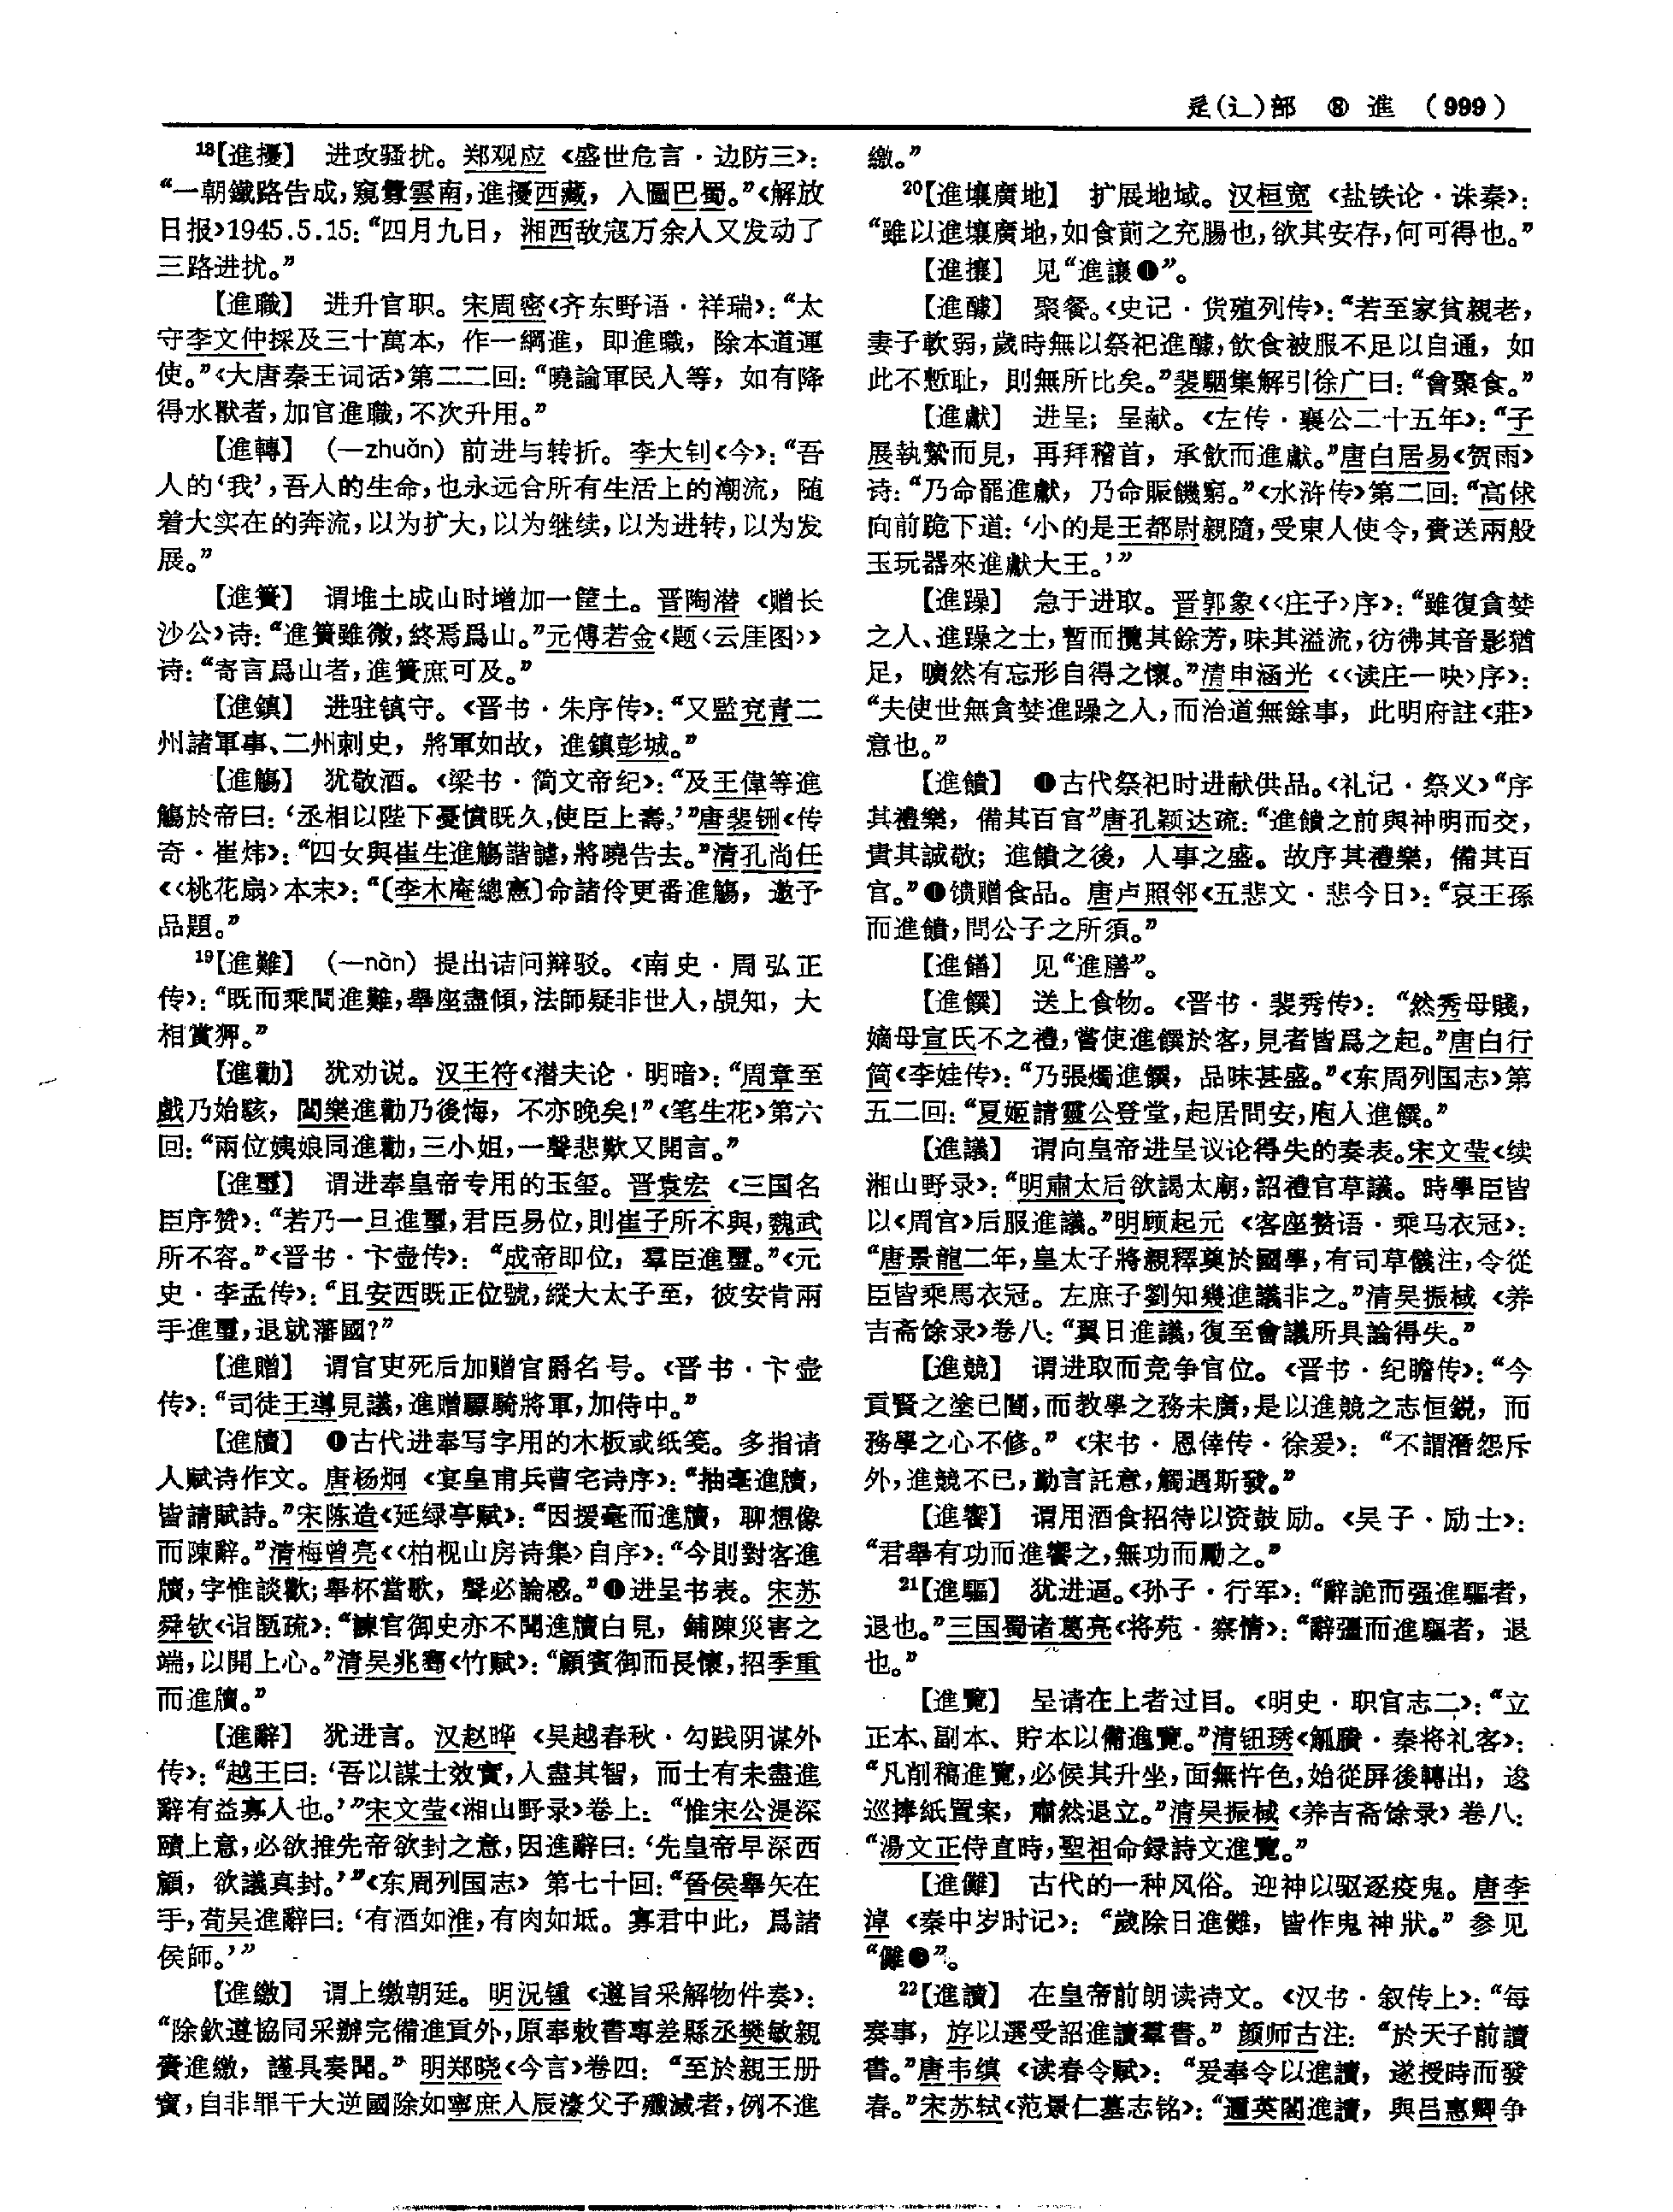 辵(辶)部 ⑧ 進 (999)
¹⁸【進擾】 进攻骚扰。郑观应《盛世危言·边防三》：
“一朝鐵路告成，窺釁雲南，進擾西藏，入圖巴蜀。”《解放
日报》1945.5.15：“四月九日，湘西敌寇万余人又发动了
三路进扰。”
【進職】 进升官职。宋周密《齐东野语·祥瑞》：“太
守李文仲採及三十萬本，作一綱進，即進職，除本道運
使。”《大唐秦王词话》第二二回：“曉諭軍民人等，如有降
得水獸者，加官進職，不次升用。”
【進轉】 （—zhuǎn）前进与转折。李大钊《今》：“吾
人的‘我’，吾人的生命，也永远合所有生活上的潮流，随
着大实在的奔流，以为扩大，以为继续，以为进转，以为发
展。”
【進簣】 谓堆土成山时增加一筐土。晋陶潜《赠长
沙公》诗：“進簣雖微，終焉爲山。”元傅若金《题〈云厓图〉》
诗：“寄言爲山者，進簣庶可及。”
【進鎮】 进驻镇守。《晋书·朱序传》：“又監兗青二
州諸軍事、二州刺史，將軍如故，進鎮彭城。”
【進觴】 犹敬酒。《梁书·简文帝纪》：“及王偉等進
觴於帝曰：‘丞相以陛下憂憤既久，使臣上壽。’”唐裴铏《传
奇·崔炜》：“四女與崔生進觴諧謔，將曉告去。”清孔尚任
《〈桃花扇〉本末》：“〔李木庵總憲〕命諸伶更番進觴，邀予
品題。”
¹⁹【進難】 （—nàn）提出诘问辩驳。《南史·周弘正
传》：“既而乘間進難，舉座盡傾，法師疑非世人，覘知，大
相賞狎。”
【進勸】 犹劝说。汉王符《潜夫论·明暗》：“周章至
戲乃始駭，閻樂進勸乃後悔，不亦晚矣！”《笔生花》第六
回：“兩位姨娘同進勸，三小姐，一聲悲歎又開言。”
【進璽】 谓进奉皇帝专用的玉玺。晋袁宏《三国名
臣序赞》：“若乃一旦進璽，君臣易位，則崔子所不與，魏武
所不容。”《晋书·卞壶传》：“成帝即位，羣臣進璽。”《元
史·李孟传》：“且安西既正位號，縱大太子至，彼安肯兩
手進璽，退就藩國？”
【進贈】 谓官吏死后加赠官爵名号。《晋书·卞壶
传》：“司徒王導見議，進贈驃騎將軍，加侍中。”
【進牘】 ❶古代进奉写字用的木板或纸笺。多指请
人赋诗作文。唐杨炯《宴皇甫兵曹宅诗序》：“抽毫進牘，
皆請賦詩。”宋陈造《延绿亭赋》：“因援毫而進牘，聊想像
而陳辭。”清梅曾亮《〈柏枧山房诗集〉自序》：“今則對客進
牘，字惟談歡；舉杯當歌，聲必論感。”❷进呈书表。宋苏
舜钦《诣匦疏》：“諫官御史亦不聞進牘白見，鋪陳災害之
端，以開上心。”清吴兆骞《竹赋》：“顧賓御而長懷，招季重
而進牘。”
【進辭】 犹进言。汉赵晔《吴越春秋·勾践阴谋外
传》：“越王曰：‘吾以謀士效實，人盡其智，而士有未盡進
辭有益寡人也。’”宋文莹《湘山野录》卷上：“惟宋公湜深
賾上意，必欲推先帝欲封之意，因進辭曰：‘先皇帝早深西
顧，欲議真封。’”《东周列国志》第七十回：“晉侯舉矢在
手，荀吴進辭曰：‘有酒如淮，有肉如坻。寡君中此，爲諸
侯師。’”
【進繳】 谓上缴朝廷。明况锺《遵旨采解物件奏》：
“除欽遵協同采辦完備進貢外，原奉敕書專差縣丞樊敏親
賫進繳，謹具奏聞。”明郑晓《今言》卷四：“至於親王册
寶，自非罪干大逆國除如寧庶人辰濠父子殲滅者，例不進
繳。”
²⁰【進壤廣地】 扩展地域。汉桓宽《盐铁论·诛秦》：
“雖以進壤廣地，如食萴之充腸也，欲其安存，何可得也。”
【進攘】 见“進讓❶”。
【進醵】 聚餐。《史记·货殖列传》：“若至家貧親老，
妻子軟弱，歲時無以祭祀進醵，飲食被服不足以自通，如
此不慙耻，則無所比矣。”裴駰集解引徐广曰：“會聚食。”
【進獻】 进呈；呈献。《左传·襄公二十五年》：“子
展執縶而見，再拜稽首，承飲而進獻。”唐白居易《贺雨》
诗：“乃命罷進獻，乃命賑饑窮。”《水浒传》第二回：“高俅
向前跪下道：‘小的是王都尉親隨，受東人使令，賫送兩般
玉玩器來進獻大王。’”
【進躁】 急于进取。晋郭象《〈庄子〉序》：“雖復貪婪
之人、進躁之士，暫而攬其餘芳，味其溢流，彷彿其音影猶
足，曠然有忘形自得之懷。”清申涵光《〈读庄一吷〉序》：
“夫使世無貪婪進躁之人，而治道無餘事，此明府註《莊》
意也。”
【進饋】 ❶古代祭祀时进献供品。《礼记·祭义》“序
其禮樂，備其百官”唐孔颖达疏：“進饋之前與神明而交，
貴其誠敬；進饋之後，人事之盛。故序其禮樂，備其百
官。”❷馈赠食品。唐卢照邻《五悲文·悲今日》：“哀王孫
而進饋，問公子之所須。”
【進饍】 见“進膳”。
【進饌】 送上食物。《晋书·裴秀传》：“然秀母賤，
嫡母宣氏不之禮，嘗使進饌於客，見者皆爲之起。”唐白行
简《李娃传》：“乃張燭進饌，品味甚盛。”《东周列国志》第
五二回：“夏姬請靈公登堂，起居問安，庖人進饌。”
【進議】 谓向皇帝进呈议论得失的奏表。宋文莹《续
湘山野录》：“明肅太后欲謁太廟，詔禮官草議。時學臣皆
以《周官》后服進議。”明顾起元《客座赘语·乘马衣冠》：
“唐景龍二年，皇太子將親釋奠於國學，有司草儀注，令從
臣皆乘馬衣冠。左庶子劉知幾進議非之。”清吴振棫《养
吉斋馀录》卷八：“翼日進議，復至會議所具論得失。”
【進競】 谓进取而竞争官位。《晋书·纪瞻传》：“今
貢賢之塗已闓，而教學之務未廣，是以進競之志恒鋭，而
務學之心不修。”《宋书·恩倖传·徐爰》：“不謂潛怨斥
外，進競不已，勤言託意，觸遇斯發。”
【進饗】 谓用酒食招待以资鼓励。《吴子·励士》：
“君舉有功而進饗之，無功而勵之。”
²¹【進驅】 犹进逼。《孙子·行军》：“辭詭而强進驅者，
退也。”三国蜀诸葛亮《将苑·察情》：“辭彊而進驅者，退
也。”
【進覽】 呈请在上者过目。《明史·职官志二》：“立
正本、副本、貯本以備進覽。”清钮琇《觚賸·秦将礼客》：
“凡削稿進覽，必候其升坐，面無忤色，始從屏後轉出，逡
巡捧紙置案，肅然退立。”清吴振棫《养吉斋馀录》卷八：
“湯文正侍直時，聖祖命録詩文進覽。”
【進儺】 古代的一种风俗。迎神以驱逐疫鬼。唐李
淖《秦中岁时记》：“歲除日進儺，皆作鬼神狀。”参见
“儺❷”。
²²【進讀】 在皇帝前朗读诗文。《汉书·叙传上》：“每
奏事，斿以選受詔進讀羣書。”颜师古注：“於天子前讀
書。”唐韦缜《读春令赋》：“爰奉令以進讀，遂授時而發
春。”宋苏轼《范景仁墓志铭》：“邇英閣進讀，與吕惠卿争